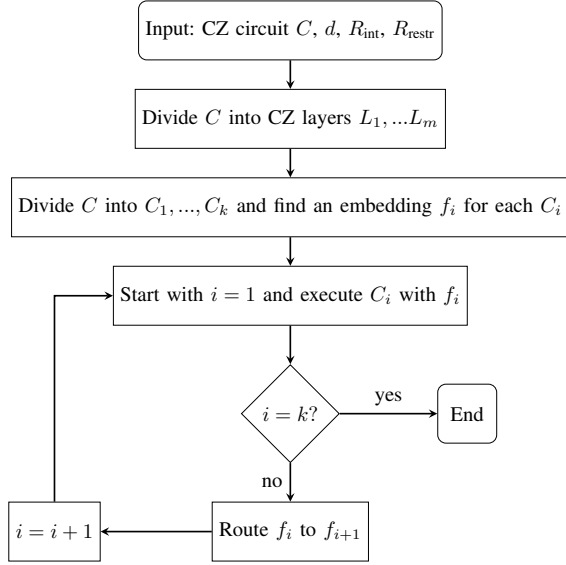 Input: CZ circuit C, d, R_int, R_restr
Divide C into CZ layers L_1, ...L_m
Divide C into C_1, ..., C_k and find an embedding f_i for each C_i
Start with i = 1 and execute C_i with f_i
i = k?
yes
End
no
Route f_i to f_{i+1}
i = i + 1